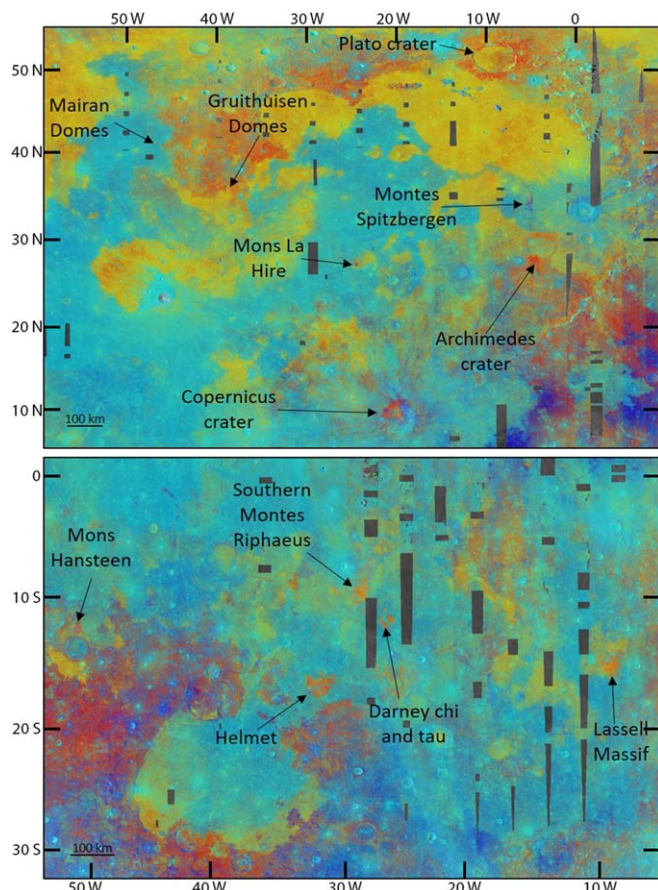 50 W 40 W 30 W 20 W 10 W 0
50 N
40 N
30 N
20 N
10 N
Plato crater
Mairan
Domes
Gruithuisen
Domes
Montes
Spitzbergen
Mons La
Hire
Archimedes
crater
Copernicus
crater
100 km
0
10 S
20 S
30 S
Mons
Hansteen
Southern
Montes
Riphaeus
Helmet
Darney chi
and tau
Lassell
Massif
100 km
50 W 40 W 30 W 20 W 10 W